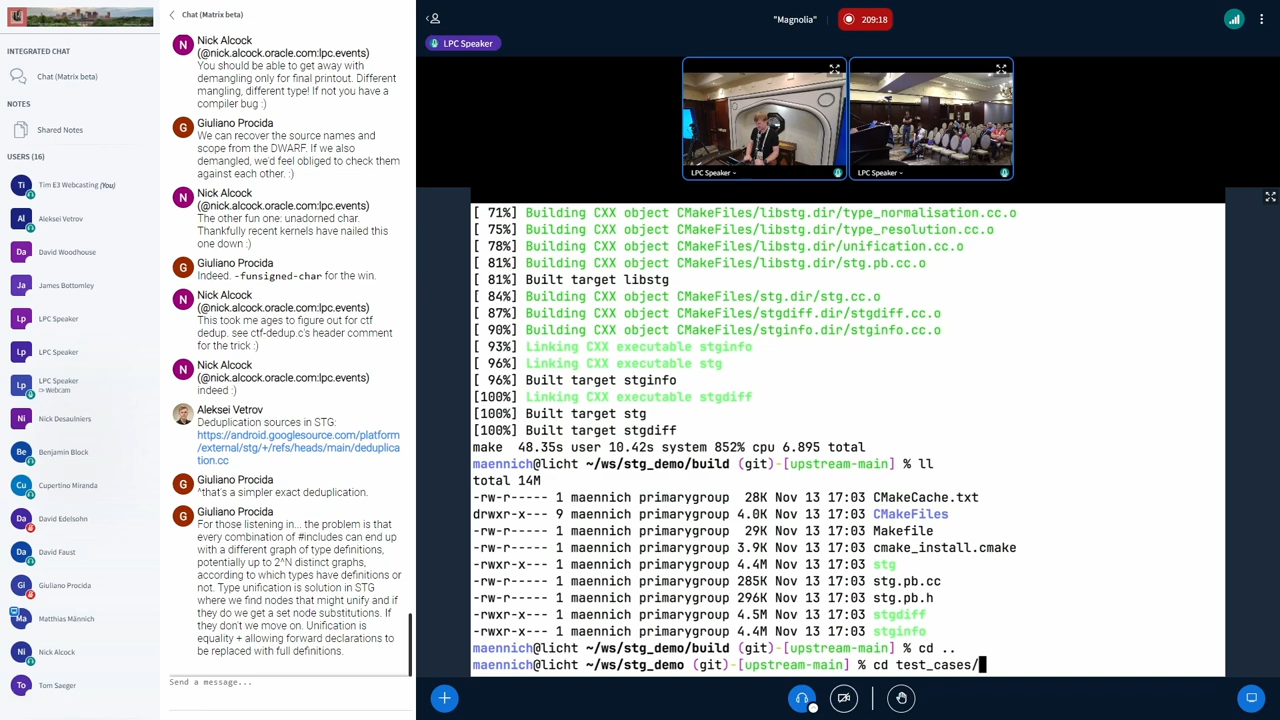 INTEGRATED CHAT
Chat (Matrix beta)
NOTES
Shared Notes
USERS (16)
Ti Tim E3 Webcasting (You)
Al Aleksei Vetrov
Da David Woodhouse
Ja James Bottomley
Lp LPC Speaker
Lp LPC Speaker
Lp LPC Speaker
Webcam
Ni Nick Desaulniers
Be Benjamin Block
Cu Cupertino Miranda
Da David Edelsohn
Da David Faust
Gi Giuliano Procida
Ma Matthias Männich
Ni Nick Alcock
To Tom Saeger
Chat (Matrix beta)
N Nick Alcock
(@nick.alcock.oracle.com:lpc.events)
You should be able to get away with
demangling only for final printout. Different
mangling, different type! If not you have a
compiler bug :)
G Giuliano Procida
We can recover the source names and
scope from the DWARF. If we also
demangled, we'd feel obliged to check them
against each other. :)
N Nick Alcock
(@nick.alcock.oracle.com:lpc.events)
The other fun one: unadorned char.
Thankfully recent kernels have nailed this
one down :)
G Giuliano Procida
Indeed. -funsigned-char for the win.
N Nick Alcock
(@nick.alcock.oracle.com:lpc.events)
This took me ages to figure out for ctf
dedup. see ctf-dedup.c's header comment
for the trick :)
N Nick Alcock
(@nick.alcock.oracle.com:lpc.events)
indeed :)
Aleksei Vetrov
Deduplication sources in STG:
https://android.googlesource.com/platform
/external/stg/+/refs/heads/main/deduplica
tion.cc
G Giuliano Procida
^that's a simpler exact deduplication.
G Giuliano Procida
For those listening in... the problem is that
every combination of #includes can end up
with a different graph of type definitions,
potentially up to 2^N distinct graphs,
according to which types have definitions or
not. Type unification is solution in STG
where we find nodes that might unify and if
they do we get a set node substitutions. If
they don't we move on. Unification is
equality + allowing forward declarations to
be replaced with full definitions.
Send a message...
"Magnolia"
209:18
LPC Speaker
LPC Speaker
LPC Speaker
[ 71%] Building CXX object CMakeFiles/libstg.dir/type_normalisation.cc.o
[ 75%] Building CXX object CMakeFiles/libstg.dir/type_resolution.cc.o
[ 78%] Building CXX object CMakeFiles/libstg.dir/unification.cc.o
[ 81%] Building CXX object CMakeFiles/libstg.dir/stg.pb.cc.o
[ 81%] Built target libstg
[ 84%] Building CXX object CMakeFiles/stg.dir/stg.cc.o
[ 87%] Building CXX object CMakeFiles/stgdiff.dir/stgdiff.cc.o
[ 90%] Building CXX object CMakeFiles/stginfo.dir/stginfo.cc.o
[ 93%] Linking CXX executable stginfo
[ 96%] Linking CXX executable stg
[ 96%] Built target stginfo
[100%] Linking CXX executable stgdiff
[100%] Built target stg
[100%] Built target stgdiff
make 48.35s user 10.42s system 852% cpu 6.895 total
maennich@licht ~/ws/stg_demo/build (git)-[upstream-main] % ll
total 14M
-rw-r----- 1 maennich primarygroup 28K Nov 13 17:03 CMakeCache.txt
drwxr-x--- 9 maennich primarygroup 4.0K Nov 13 17:03 CMakeFiles
-rw-r----- 1 maennich primarygroup 29K Nov 13 17:03 Makefile
-rw-r----- 1 maennich primarygroup 3.9K Nov 13 17:03 cmake_install.cmake
-rwxr-x--- 1 maennich primarygroup 4.4M Nov 13 17:03 stg
-rw-r----- 1 maennich primarygroup 285K Nov 13 17:03 stg.pb.cc
-rw-r----- 1 maennich primarygroup 296K Nov 13 17:03 stg.pb.h
-rwxr-x--- 1 maennich primarygroup 4.5M Nov 13 17:03 stgdiff
-rwxr-x--- 1 maennich primarygroup 4.4M Nov 13 17:03 stginfo
maennich@licht ~/ws/stg_demo/build (git)-[upstream-main] % cd ..
maennich@licht ~/ws/stg_demo (git)-[upstream-main] % cd test_cases/